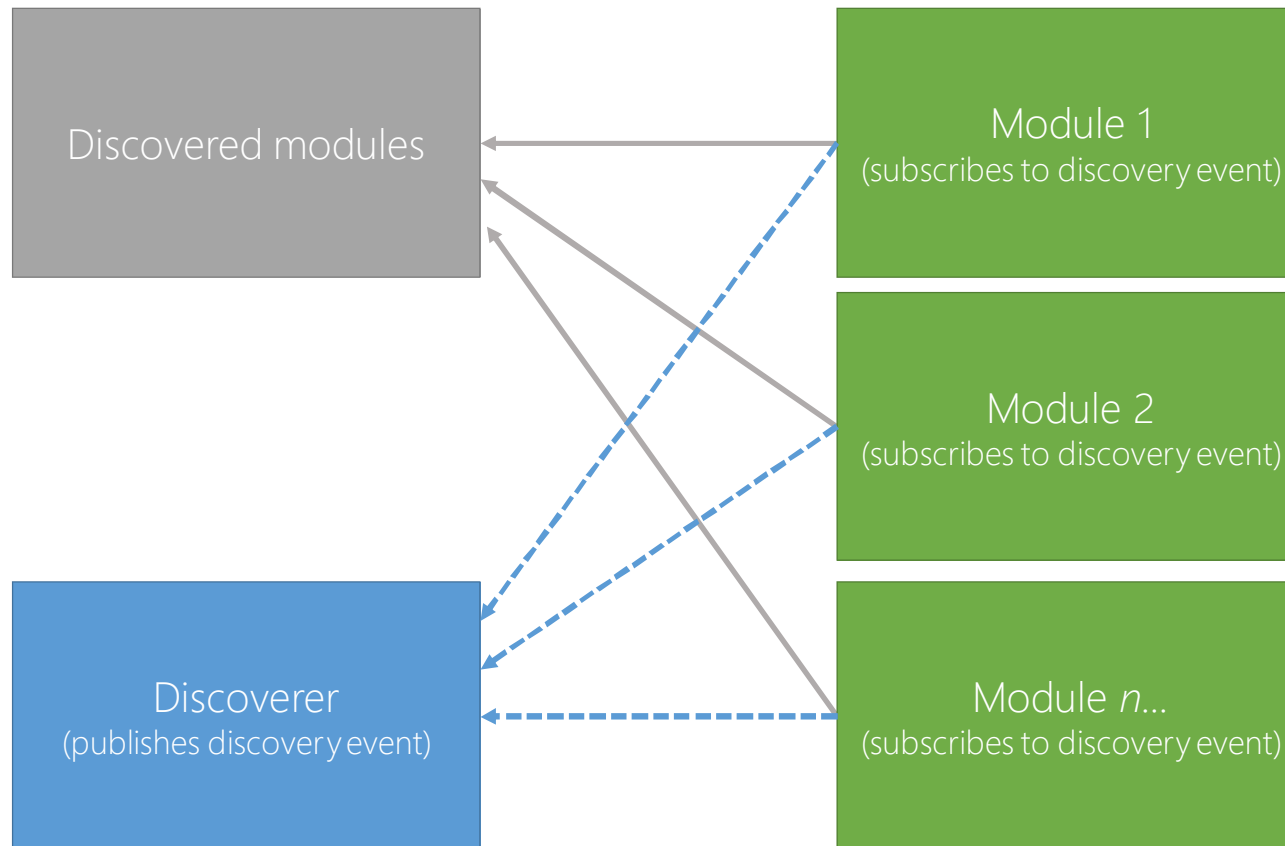 Discovered modules
Module 1
(subscribes to discovery event)
Module 2
(subscribes to discovery event)
Discoverer
(publishes discovery event)
Module n...
(subscribes to discovery event)